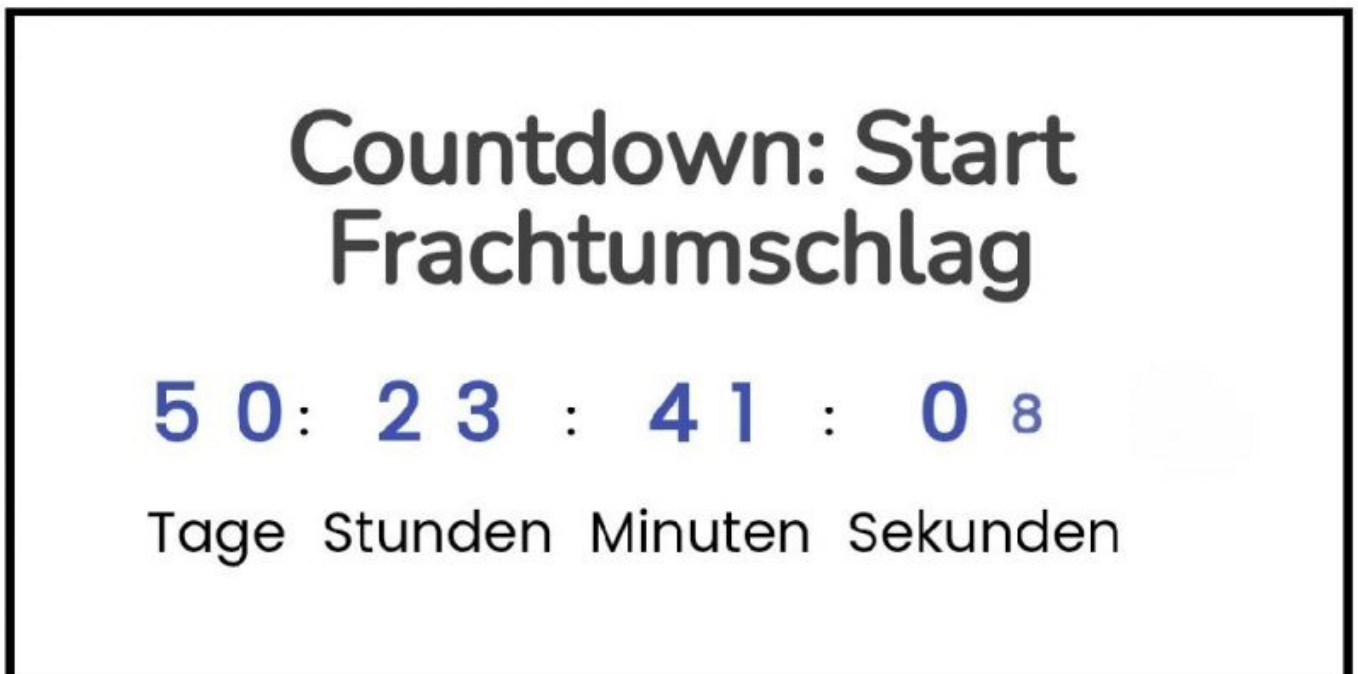 Countdown: Start
Frachtumschlag
50: 23 : 41 : 08
Tage Stunden Minuten Sekunden